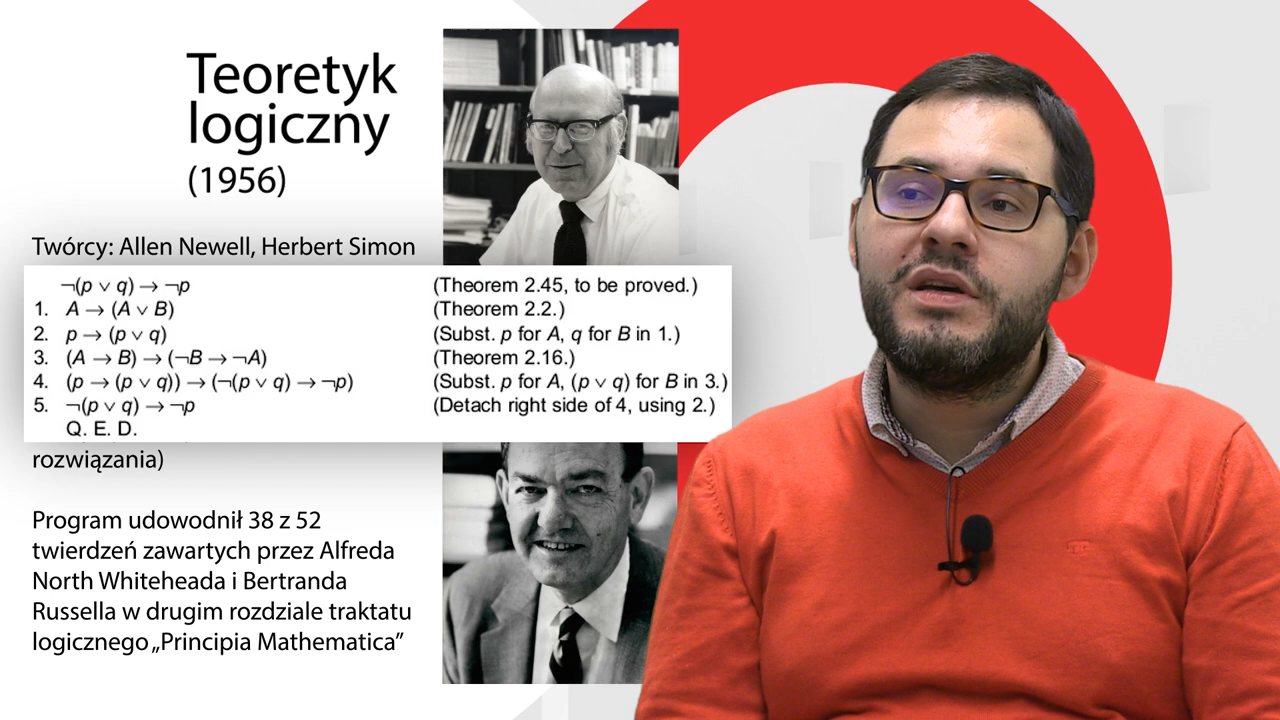 Teoretyk
logiczny
(1956)
Twórcy: Allen Newell, Herbert Simon
¬(p ∨ q) → ¬p (Theorem 2.45, to be proved.)
1. A → (A ∨ B) (Theorem 2.2.)
2. p → (p ∨ q) (Subst. p for A, q for B in 1.)
3. (A → B) → (¬B → ¬A) (Theorem 2.16.)
4. (p → (p ∨ q)) → (¬(p ∨ q) → ¬p) (Subst. p for A, (p ∨ q) for B in 3.)
5. ¬(p ∨ q) → ¬p (Detach right side of 4, using 2.)
Q. E. D.
rozwiązania)
Program udowodnił 38 z 52
twierdzeń zawartych przez Alfreda
North Whiteheada i Bertranda
Russella w drugim rozdziale traktatu
logicznego „Principia Mathematica”